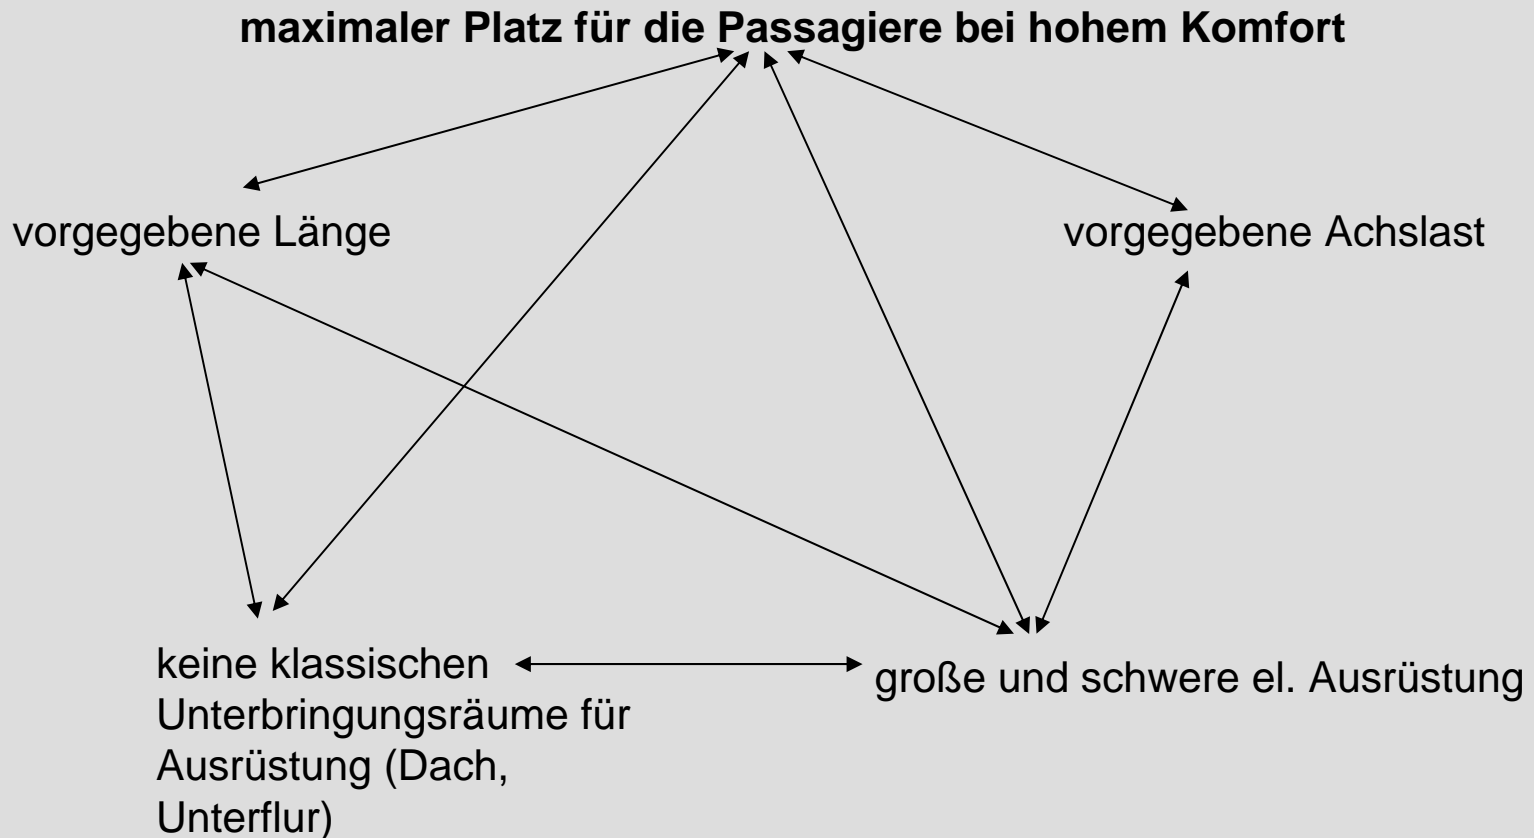 maximaler Platz für die Passagiere bei hohem Komfort
vorgegebene Länge
vorgegebene Achslast
keine klassischen
Unterbringungsräume für
Ausrüstung (Dach,
Unterflur)
große und schwere el. Ausrüstung